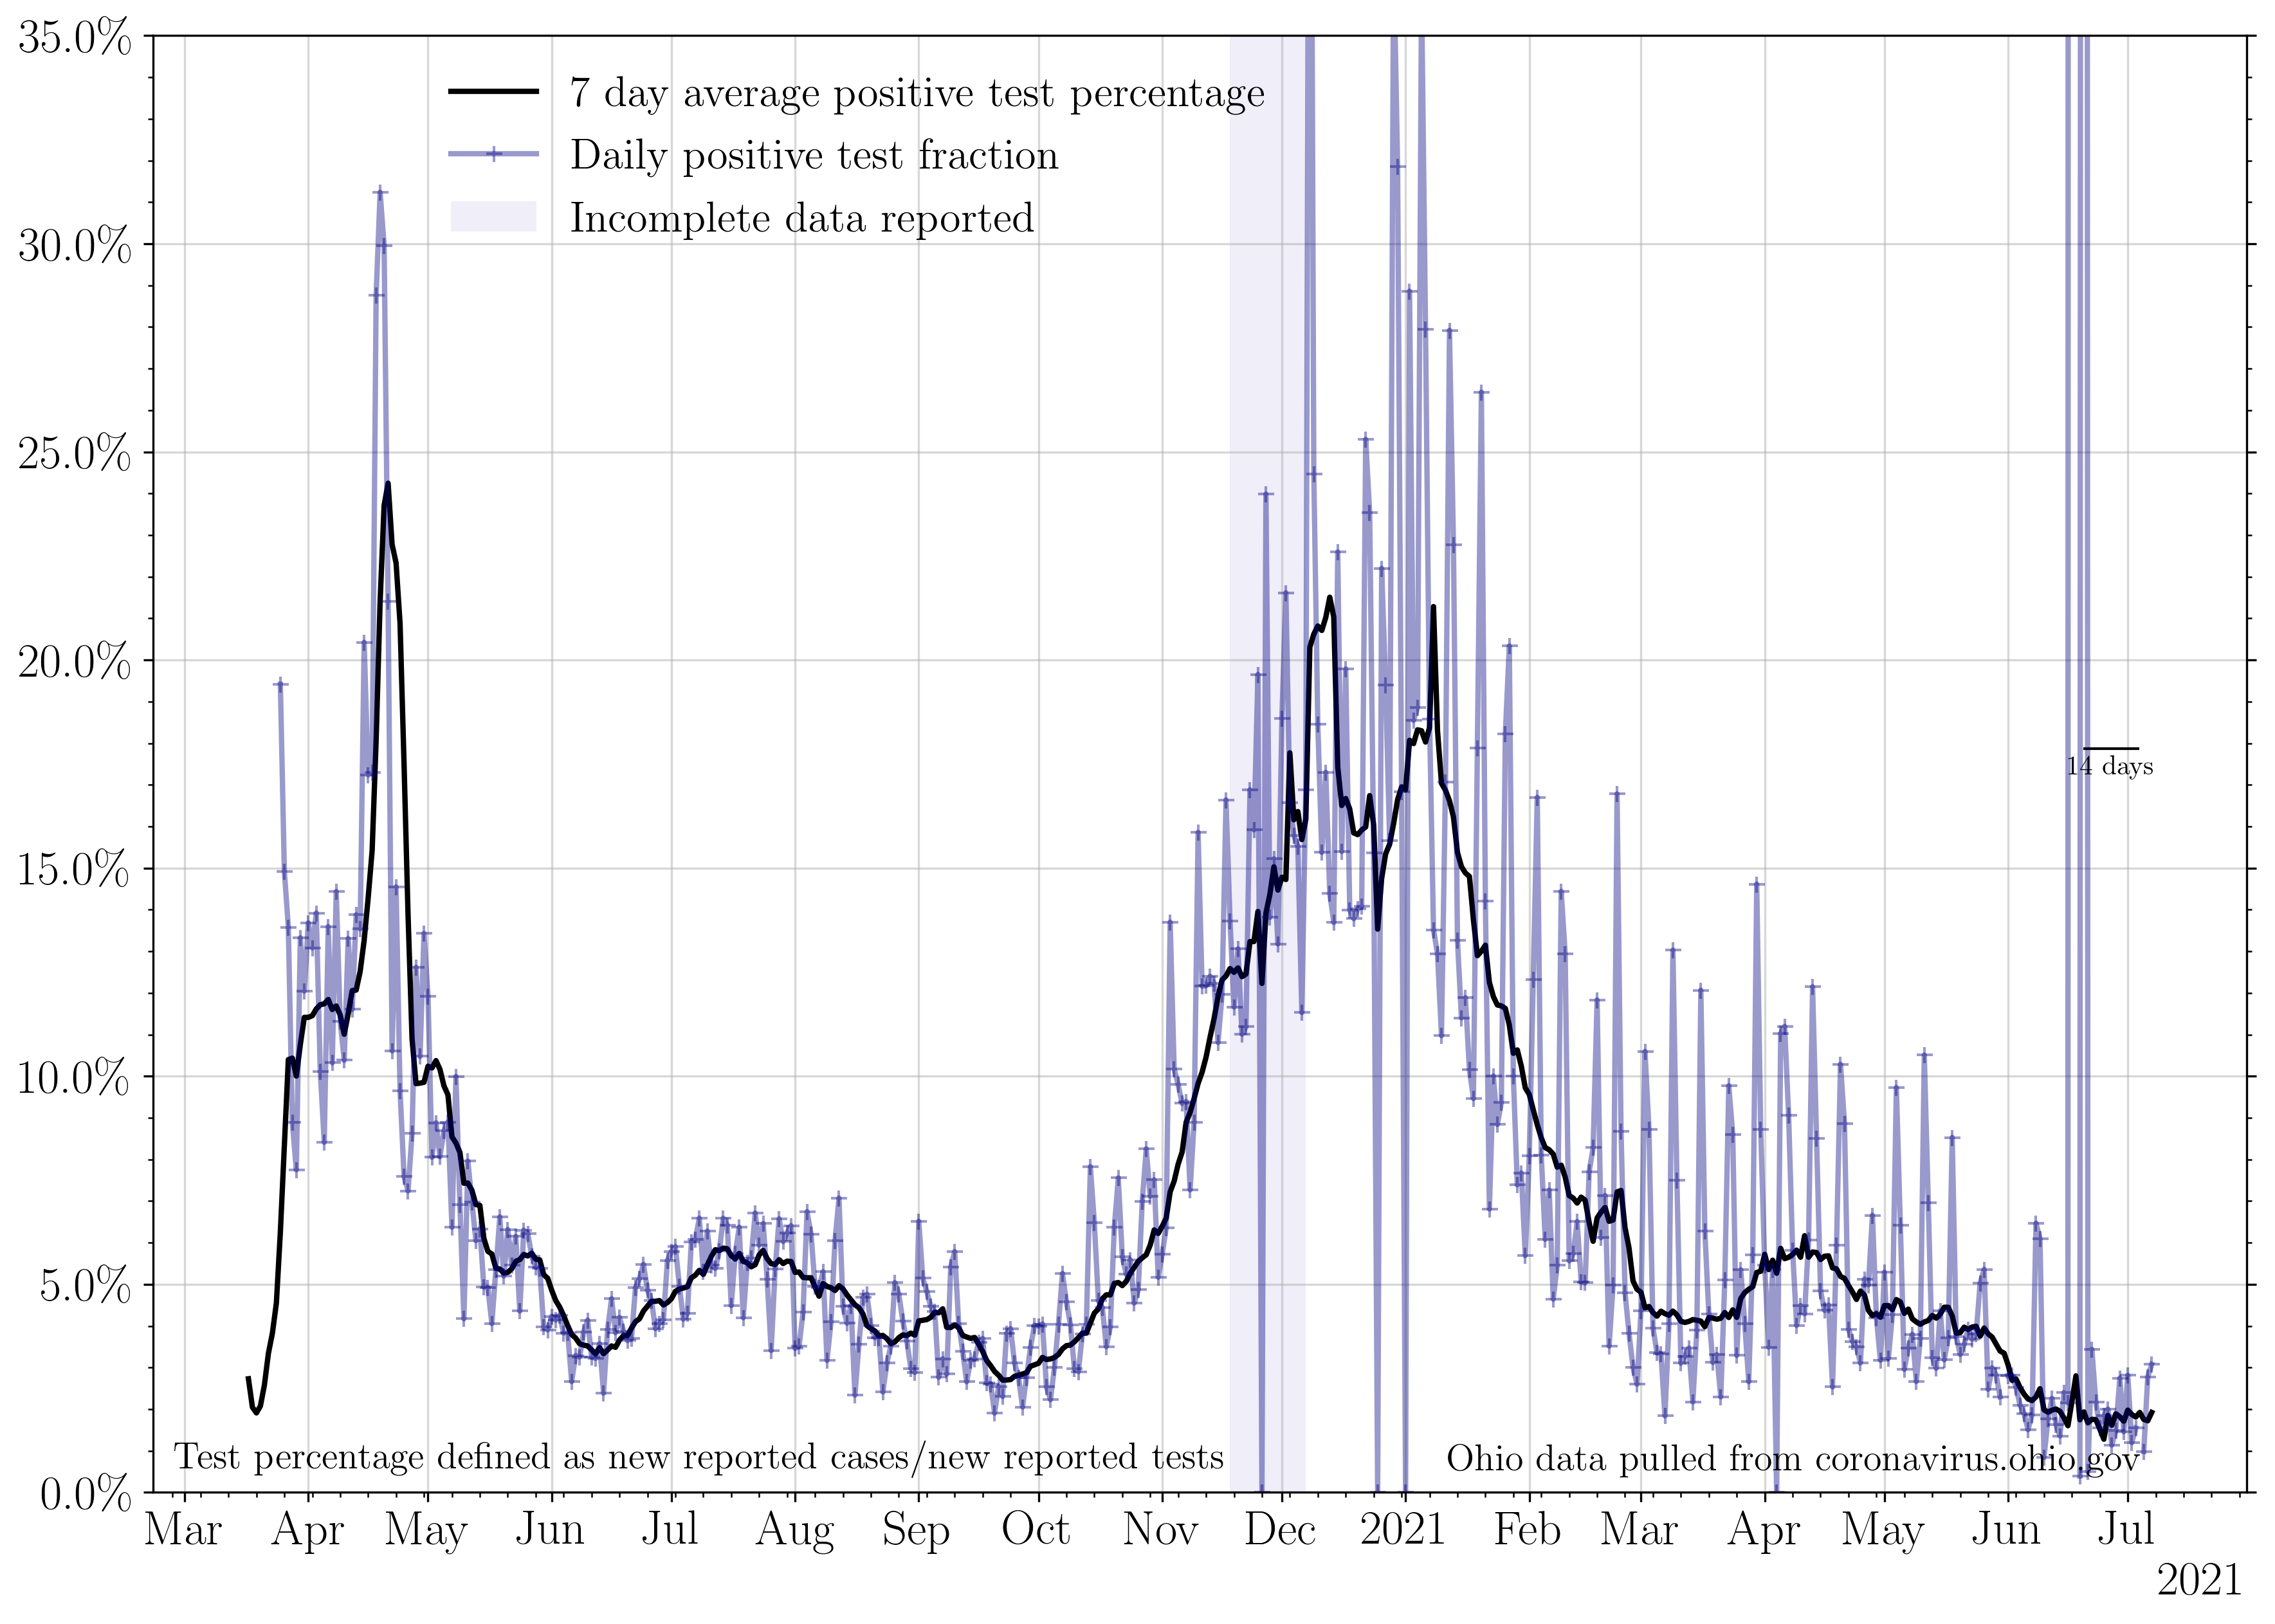 35.0%
30.0%
25.0%
20.0%
15.0%
10.0%
5.0%
0.0%
7 day average positive test percentage
Daily positive test fraction
Incomplete data reported
14 days
Test percentage defined as new reported cases/new reported tests
Ohio data pulled from coronavirus.ohio.gov
Mar Apr May Jun Jul Aug Sep Oct Nov Dec 2021 Feb Mar Apr May Jun Jul
2021